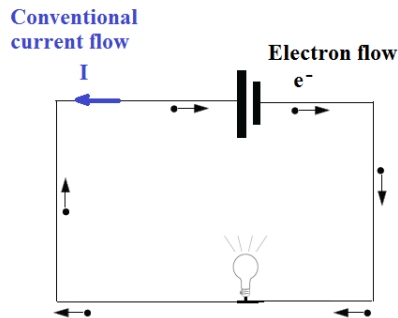 Conventional
current flow
I
Electron flow
e⁻